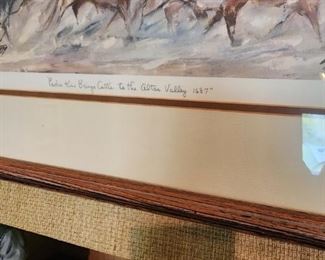 "Padre Kino Brings Cattle to the Altar Valley 1687"